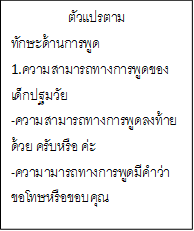 ตัวแปรตาม
ทักษะด้านการพูด
1.ความสามารถทางการพูดของ
เด็กปฐมวัย
-ความสามารถทางการพูดลงท้าย
ด้วย ครับหรือ ค่ะ
-ความามารถทางการพูดมีคำว่า
ขอโทษหรือขอบคุณ